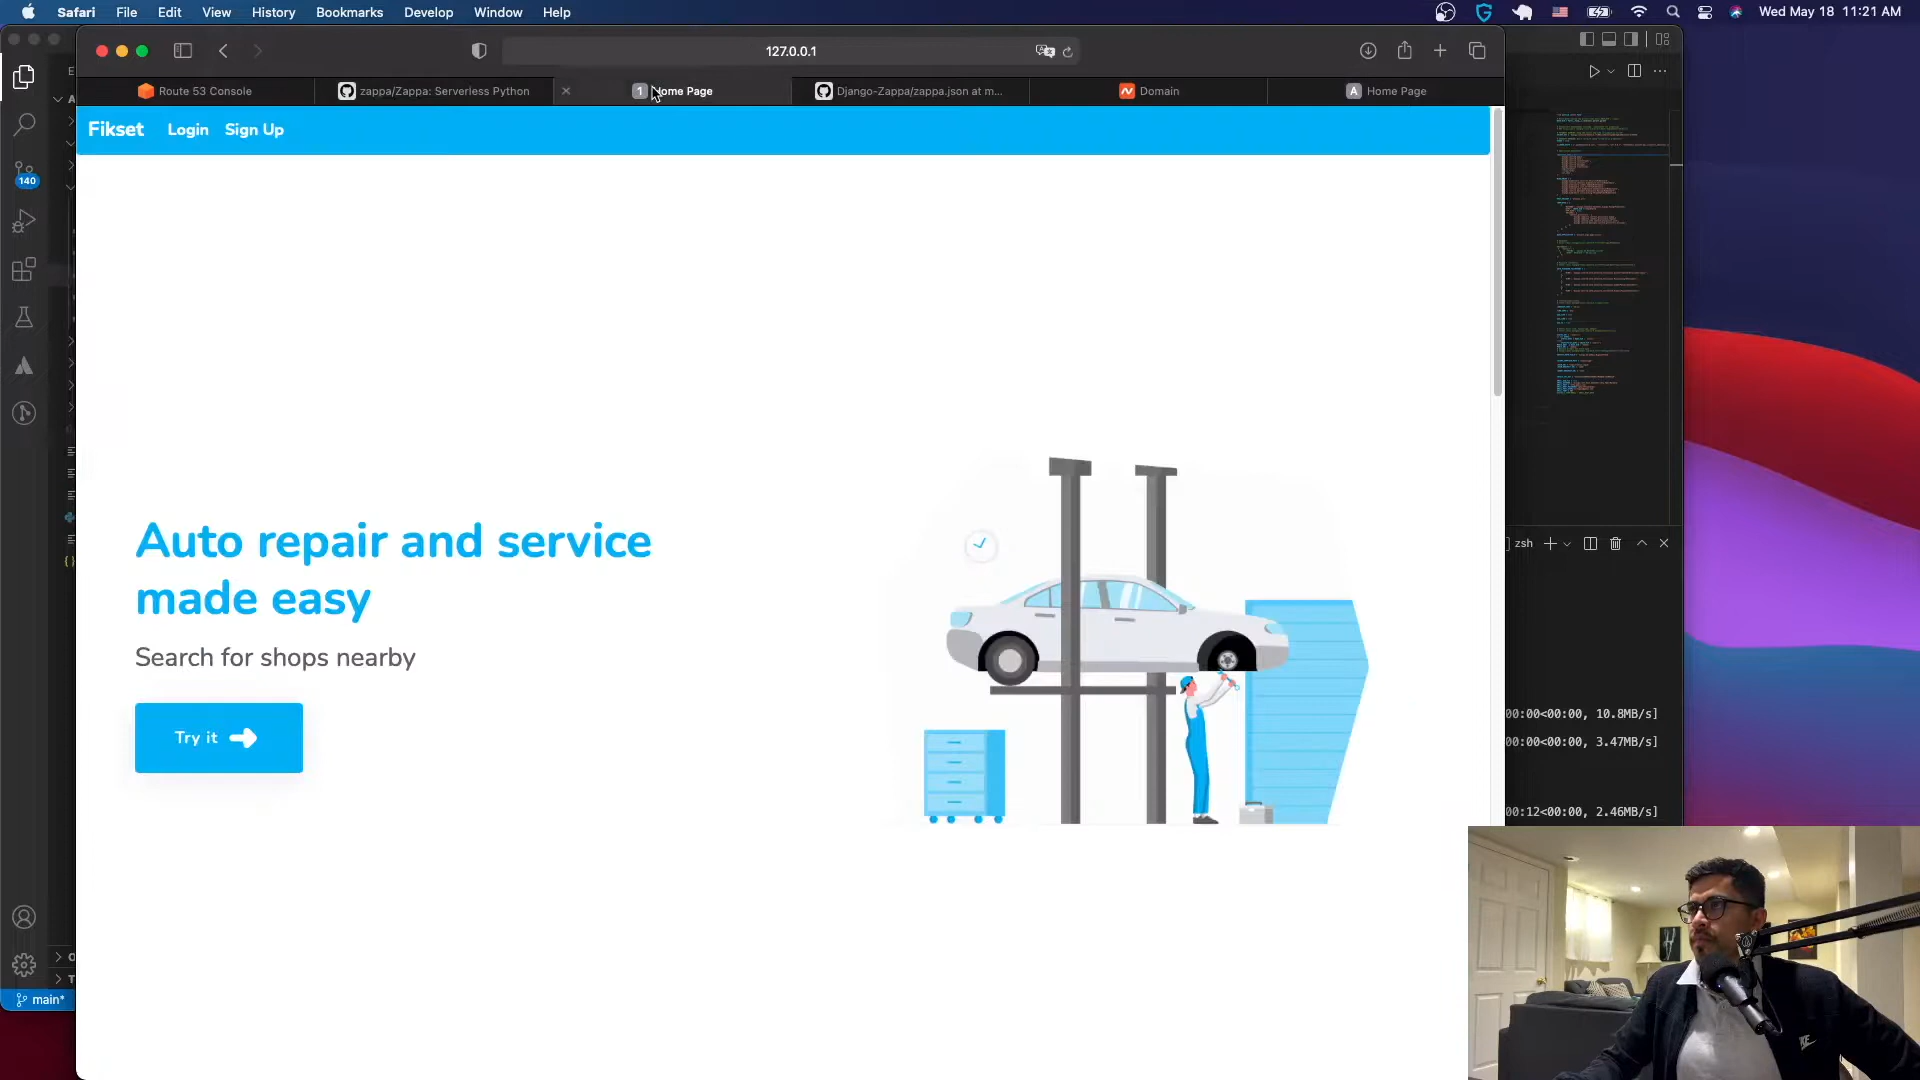 Safari File Edit View History Bookmarks Develop Window Help
Wed May 18 11:21 AM
127.0.0.1
Route 53 Console
zappa/Zappa: Serverless Python
1 Home Page
Django-Zappa/zappa.json at m...
Domain
A Home Page
Fikset Login Sign Up
140
Auto repair and service
made easy
Search for shops nearby
Try it
zsh
00:00<00:00, 10.8MB/s]
00:00<00:00, 3.47MB/s]
00:12<00:00, 2.46MB/s]
main*